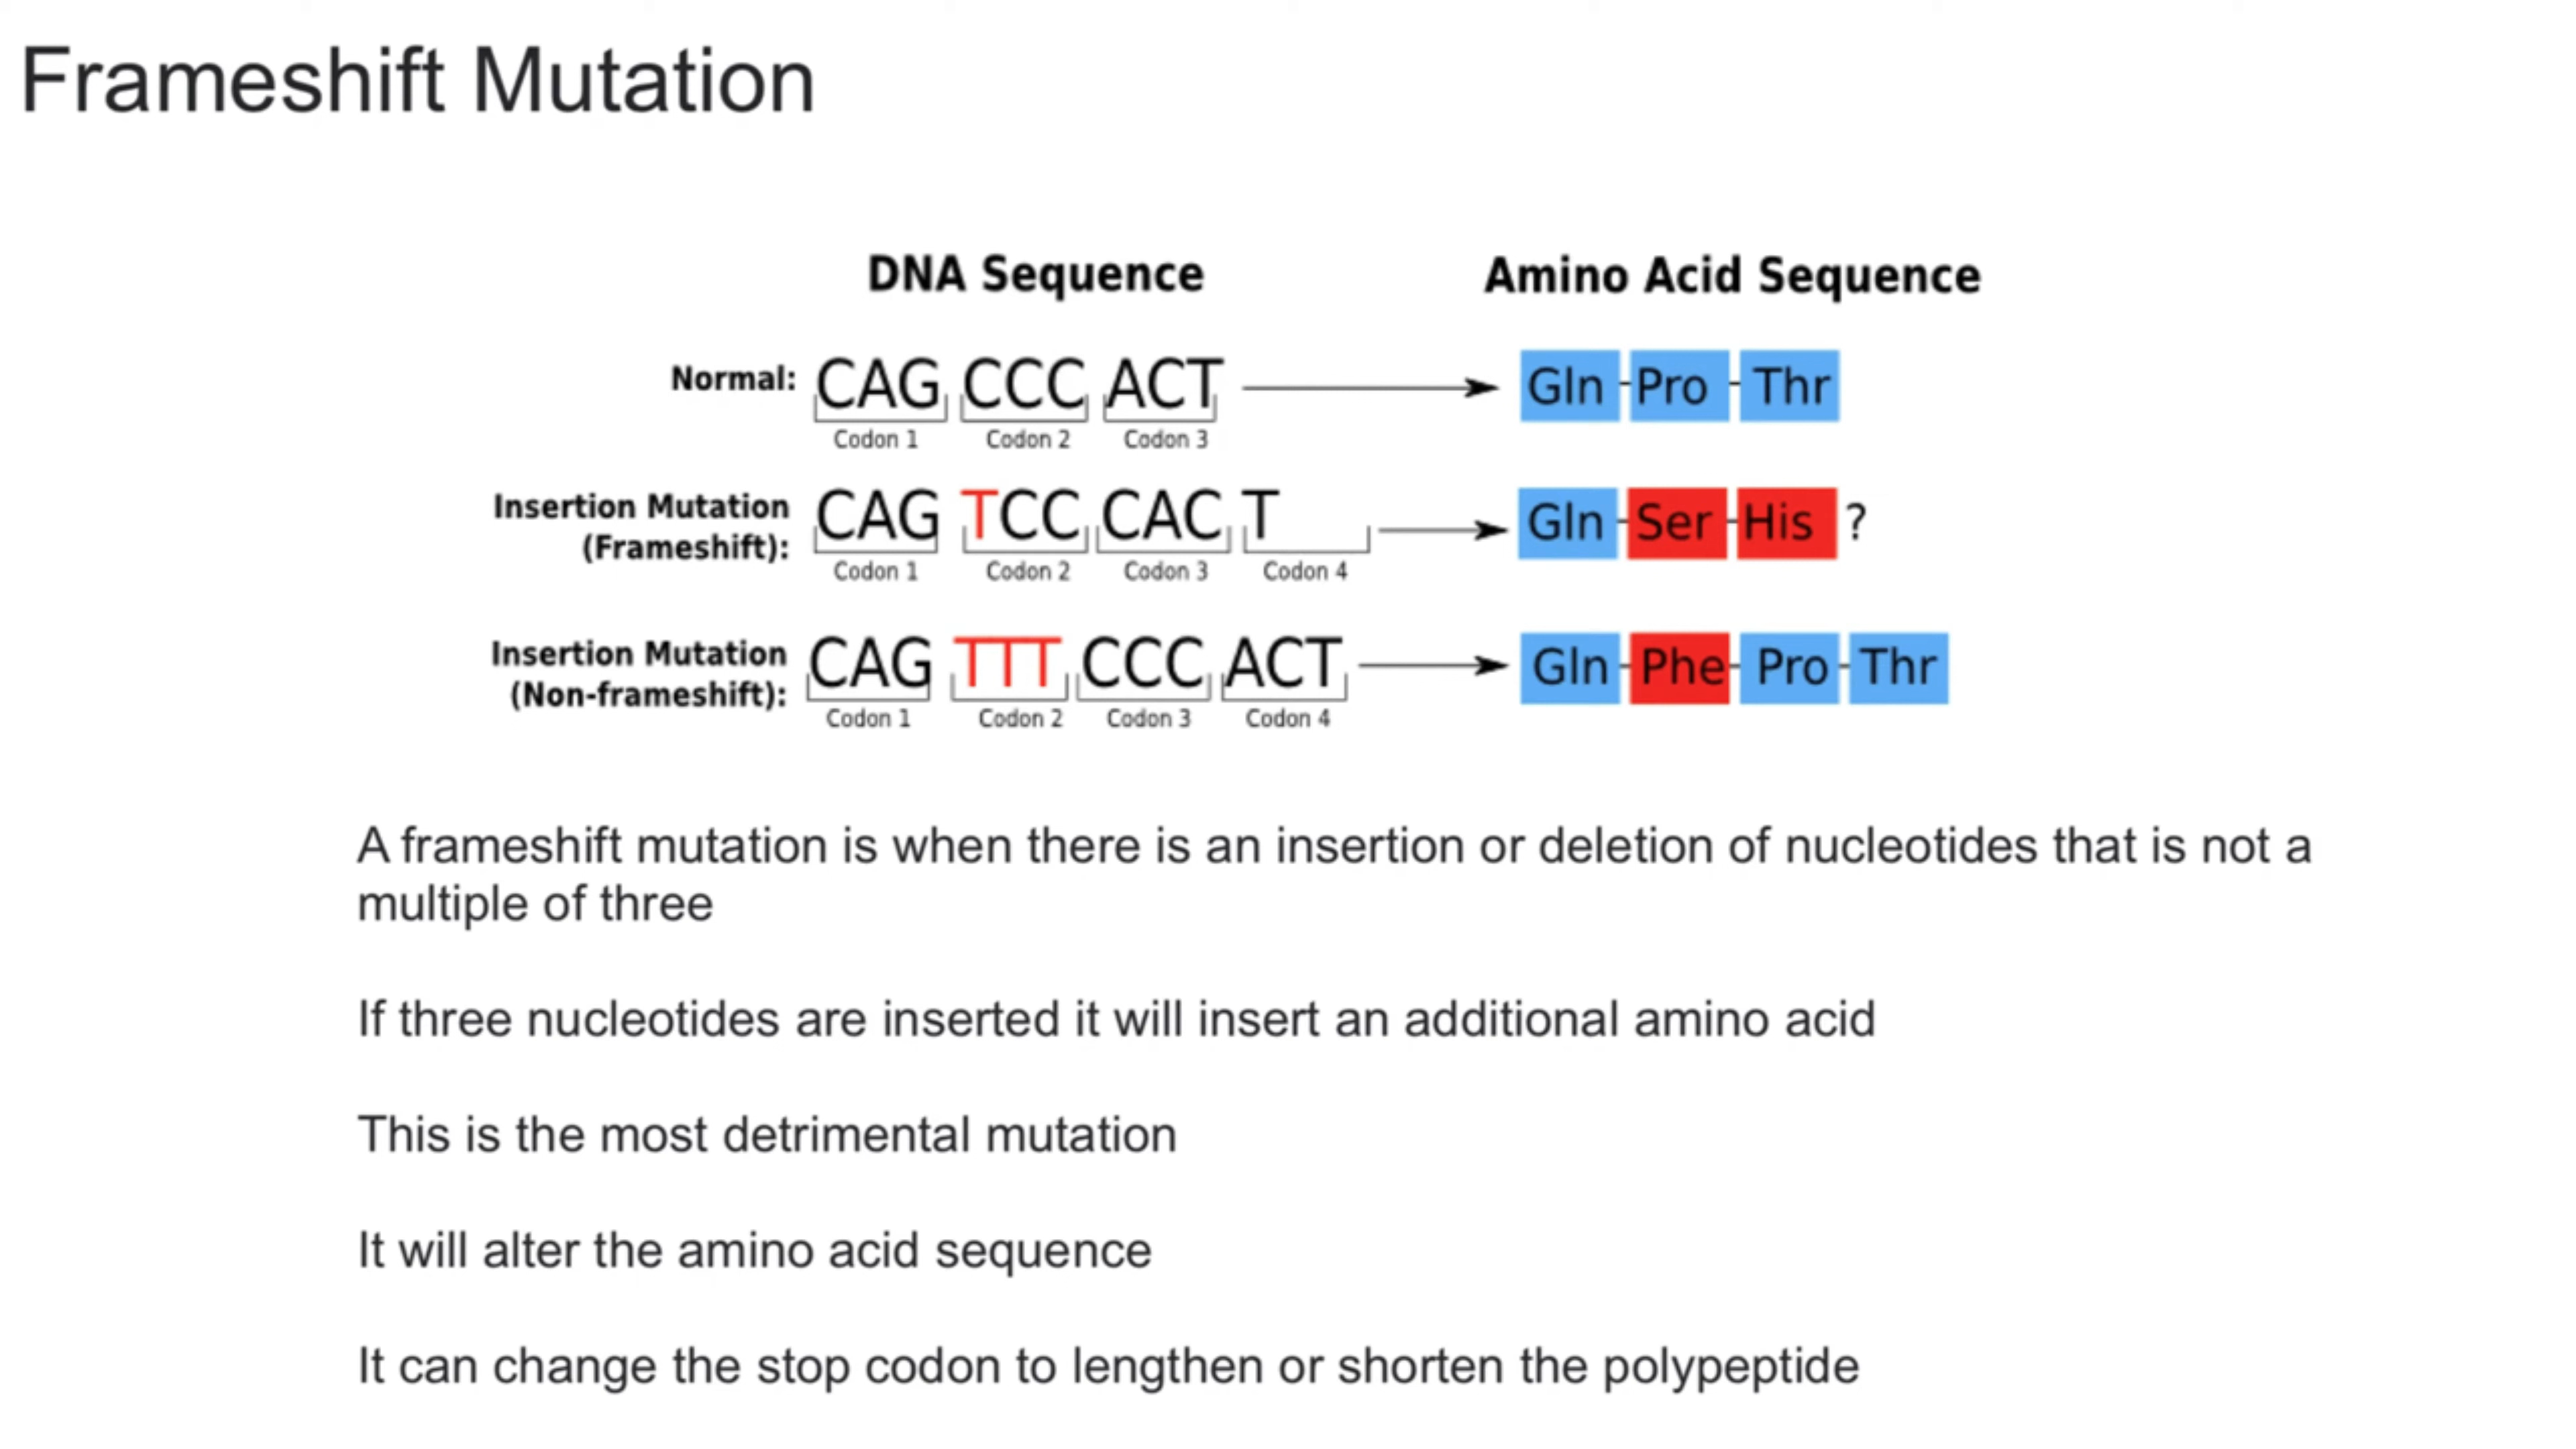 Frameshift Mutation
DNA Sequence Amino Acid Sequence
Normal: CAG CCC ACT Gln Pro Thr
Codon 1 Codon 2 Codon 3
Insertion Mutation
(Frameshift): CAG TCC CAC T Gln Ser His ?
Codon 1 Codon 2 Codon 3 Codon 4
Insertion Mutation
(Non-frameshift): CAG TTT CCC ACT Gln Phe Pro Thr
Codon 1 Codon 2 Codon 3 Codon 4
A frameshift mutation is when there is an insertion or deletion of nucleotides that is not a
multiple of three
If three nucleotides are inserted it will insert an additional amino acid
This is the most detrimental mutation
It will alter the amino acid sequence
It can change the stop codon to lengthen or shorten the polypeptide